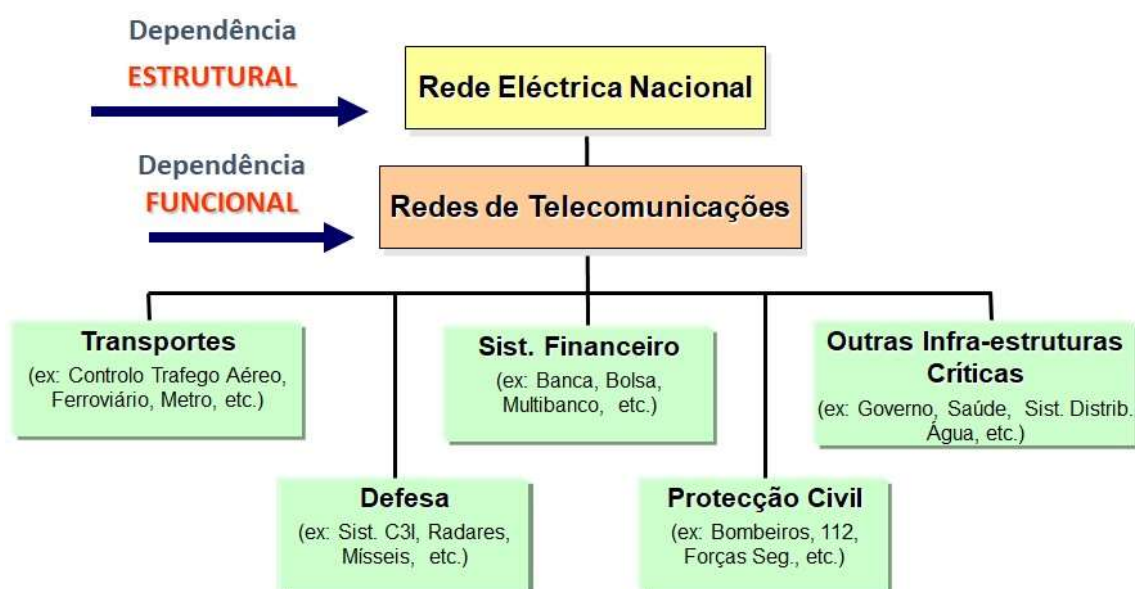 Dependência
ESTRUTURAL
Rede Eléctrica Nacional
Dependência
FUNCIONAL
Redes de Telecomunicações
Transportes
(ex: Controlo Trafego Aéreo,
Ferroviário, Metro, etc.)
Sist. Financeiro
(ex: Banca, Bolsa,
Multibanco, etc.)
Outras Infra-estruturas
Críticas
(ex: Governo, Saúde, Sist. Distrib.
Água, etc.)
Defesa
(ex: Sist. C3I, Radares,
Mísseis, etc.)
Protecção Civil
(ex: Bombeiros, 112,
Forças Seg., etc.)